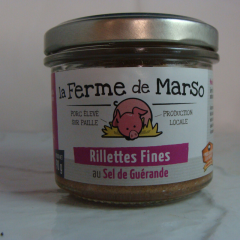 la Ferme de Marso
PORC ÉLEVÉ
SUR PAILLE
PRODUCTION
LOCALE
Rillettes Fines
au Sel de Guérande